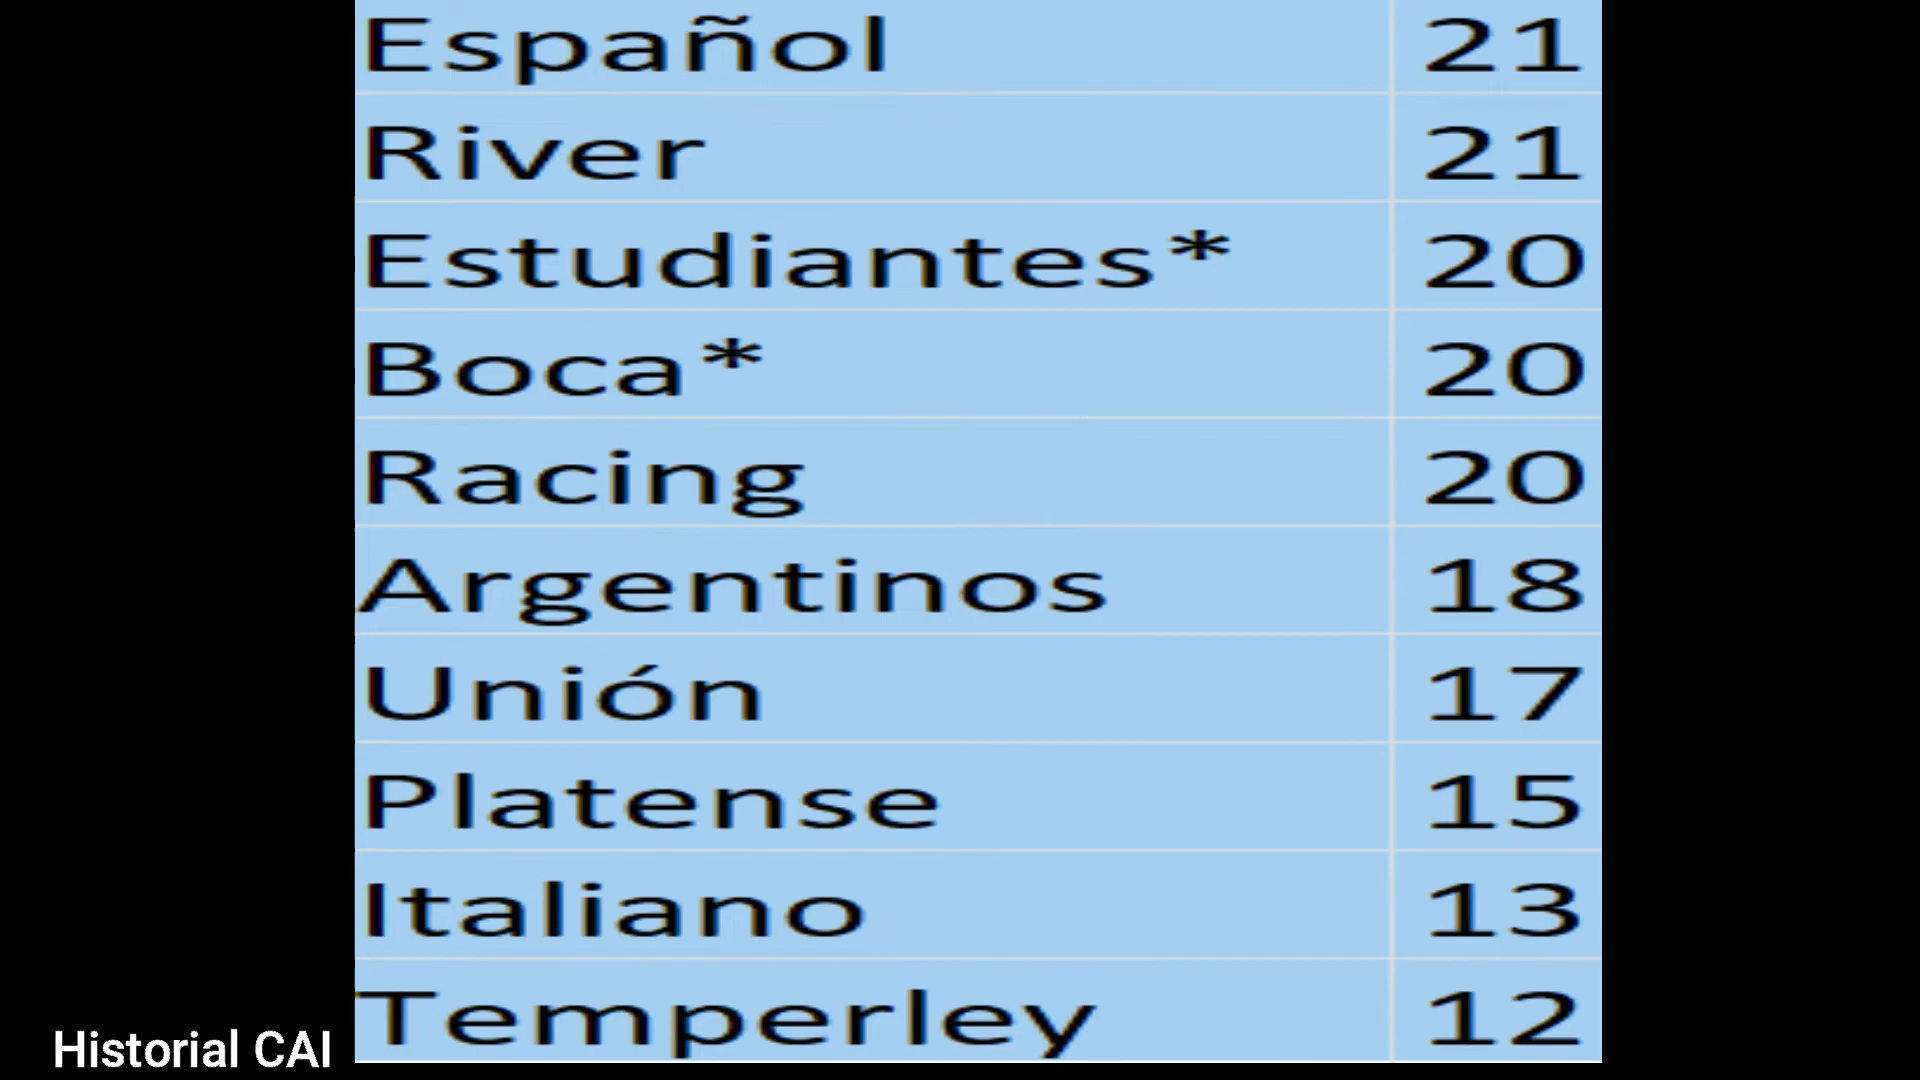 Español 21
River 21
Estudiantes* 20
Boca* 20
Racing 20
Argentinos 18
Unión 17
Platense 15
Italiano 13
Temperley 12
Historial CAI